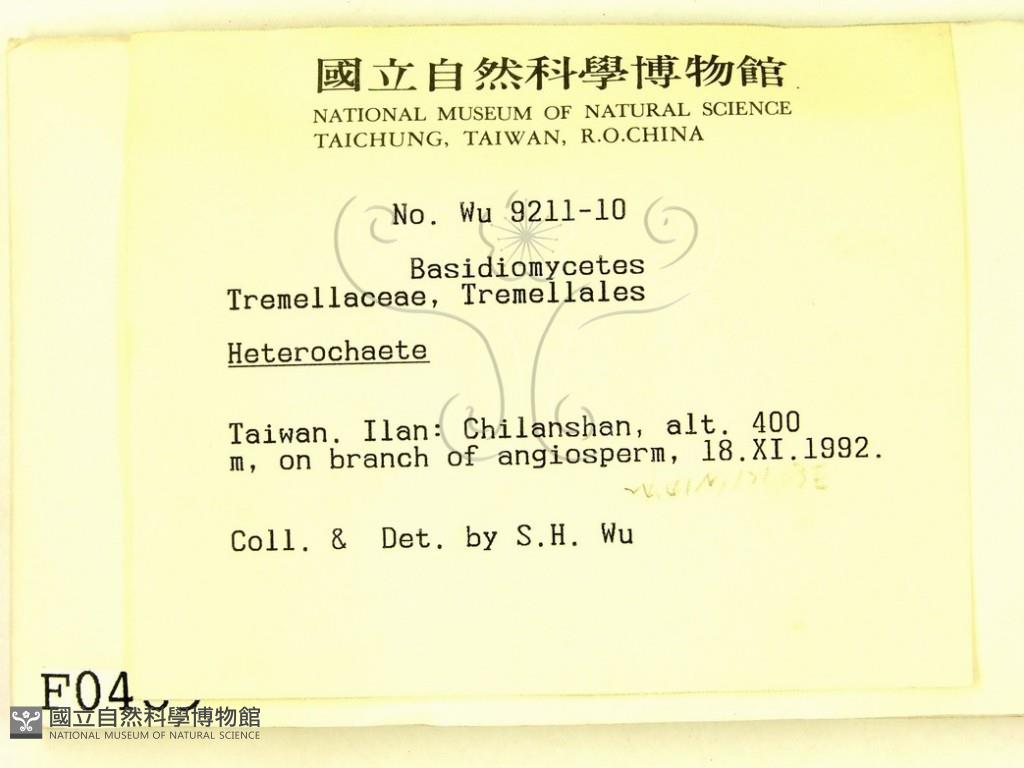 國立自然科學博物館
NATIONAL MUSEUM OF NATURAL SCIENCE
TAICHUNG, TAIWAN, R.O.CHINA
No. Wu 9211-10
Basidiomycetes
Tremellaceae, Tremellales
Heterochaete
Taiwan. Ilan: Chilanshan, alt. 400
m, on branch of angiosperm, 18.XI.1992.
Coll. & Det. by S.H. Wu
國立自然科學博物館
NATIONAL MUSEUM OF NATURAL SCIENCE